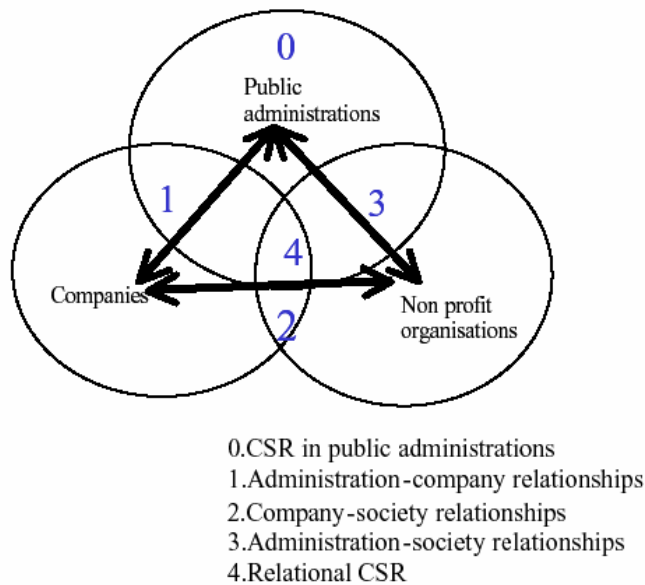 0
Public
administrations
1
3
4
Companies
Non profit
organisations
2
0.CSR in public administrations
1.Administration-company relationships
2.Company-society relationships
3.Administration-society relationships
4.Relational CSR